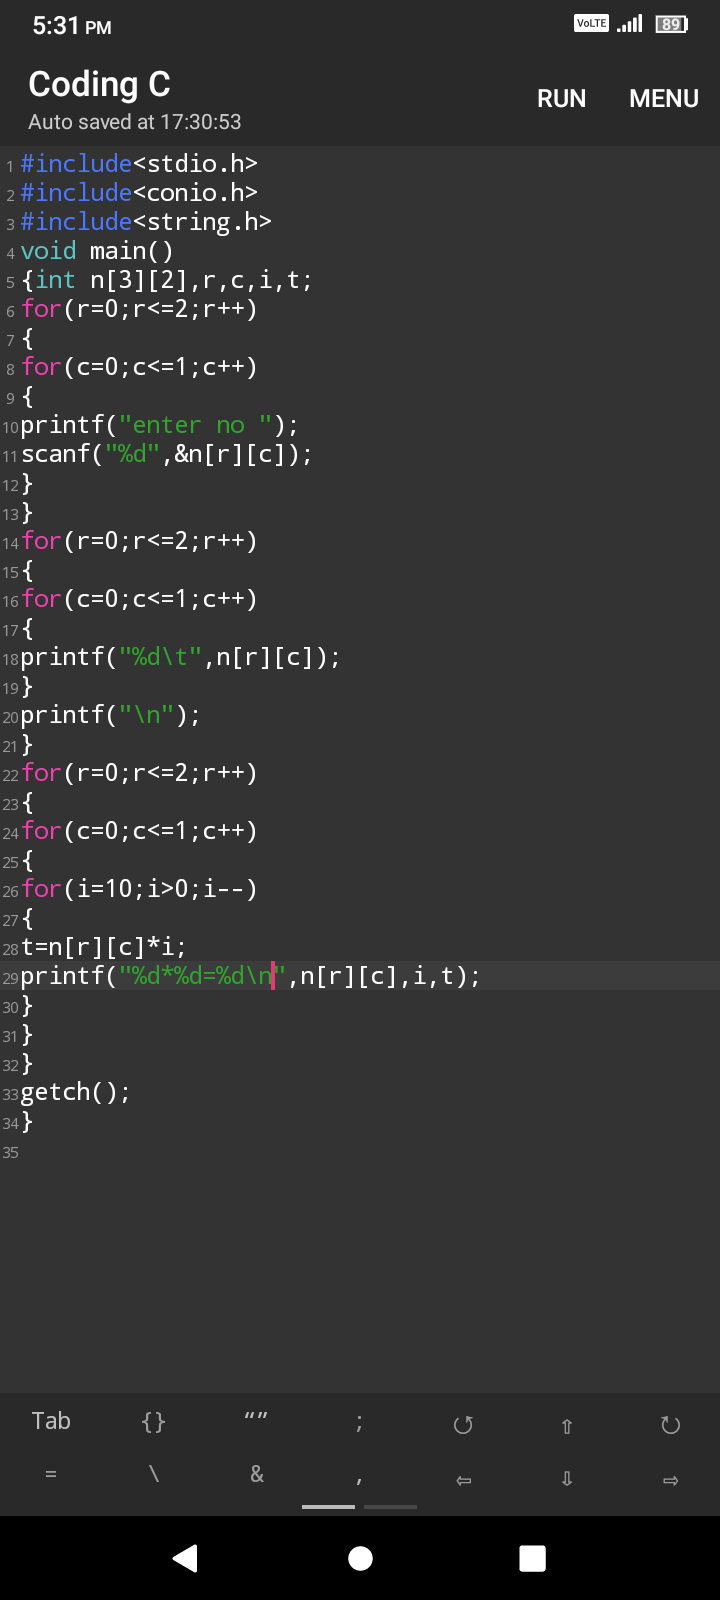 5:31 PM VoLTE 89
Coding C
RUN MENU
Auto saved at 17:30:53
1 #include<stdio.h>
2 #include<conio.h>
3 #include<string.h>
4 void main()
5 {int n[3][2],r,c,i,t;
6 for(r=0;r<=2;r++)
7 {
8 for(c=0;c<=1;c++)
9 {
10 printf("enter no ");
11 scanf("%d",&n[r][c]);
12 }
13 }
14 for(r=0;r<=2;r++)
15 {
16 for(c=0;c<=1;c++)
17 {
18 printf("%d\t",n[r][c]);
19 }
20 printf("\n");
21 }
22 for(r=0;r<=2;r++)
23 {
24 for(c=0;c<=1;c++)
25 {
26 for(i=10;i>0;i--)
27 {
28 t=n[r][c]*i;
29 printf("%d*%d=%d\n",n[r][c],i,t);
30 }
31 }
32 }
33 getch();
34 }
35
Tab {} “” ; ⭯ ⇧ ⭮
= \ & , ⇦ ⇩ ⇨